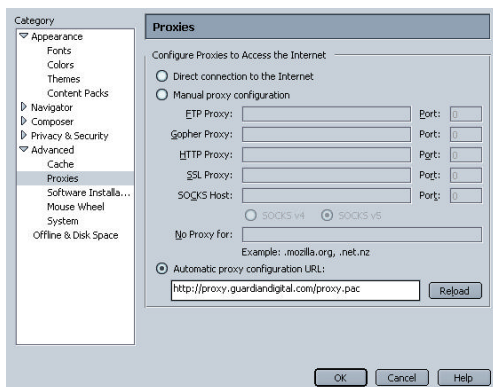 Category
Appearance
Fonts
Colors
Themes
Content Packs
Navigator
Composer
Privacy & Security
Advanced
Cache
Proxies
Software Installa...
Mouse Wheel
System
Offline & Disk Space
Proxies
Configure Proxies to Access the Internet
Direct connection to the Internet
Manual proxy configuration
FTP Proxy: Port: 0
Gopher Proxy: Port: 0
HTTP Proxy: Port: 0
SSL Proxy: Port: 0
SOCKS Host: Port: 0
SOCKS v4 SOCKS v5
No Proxy for:
Example: .mozilla.org, .net.nz
Automatic proxy configuration URL:
http://proxy.guardiandigital.com/proxy.pac Reload
OK Cancel Help